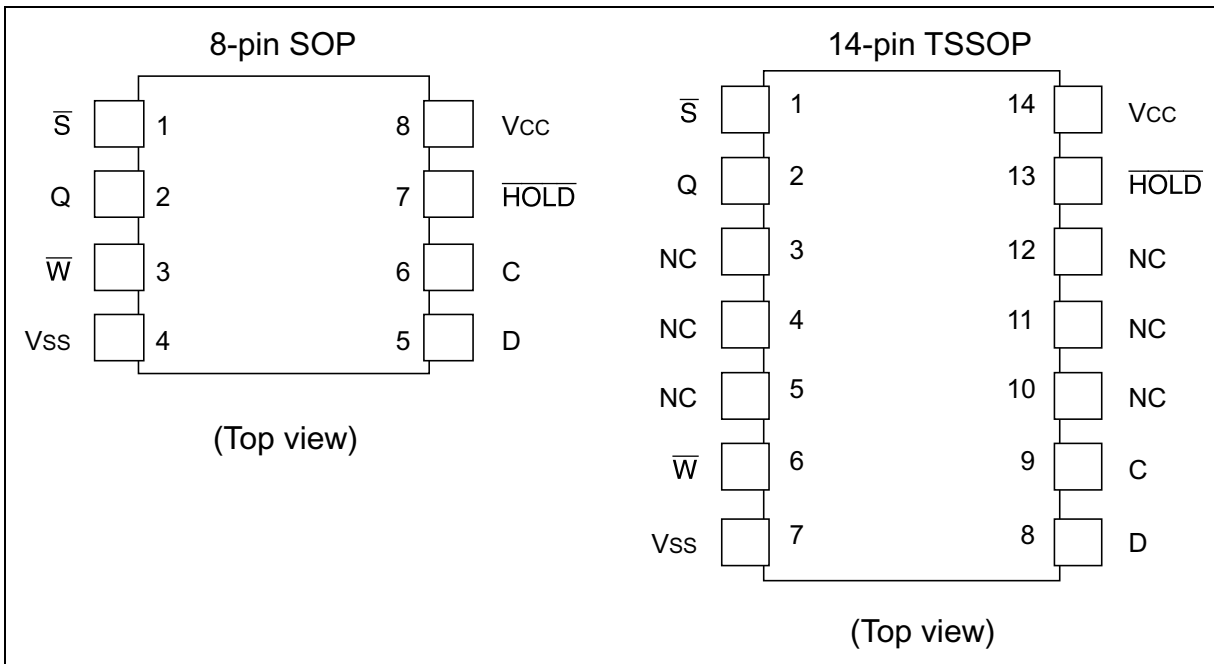 8-pin SOP
S̅ 1 8 VCC
Q 2 7 H̅O̅L̅D̅
W̅ 3 6 C
VSS 4 5 D
(Top view)
14-pin TSSOP
S̅ 1 14 VCC
Q 2 13 H̅O̅L̅D̅
NC 3 12 NC
NC 4 11 NC
NC 5 10 NC
W̅ 6 9 C
VSS 7 8 D
(Top view)